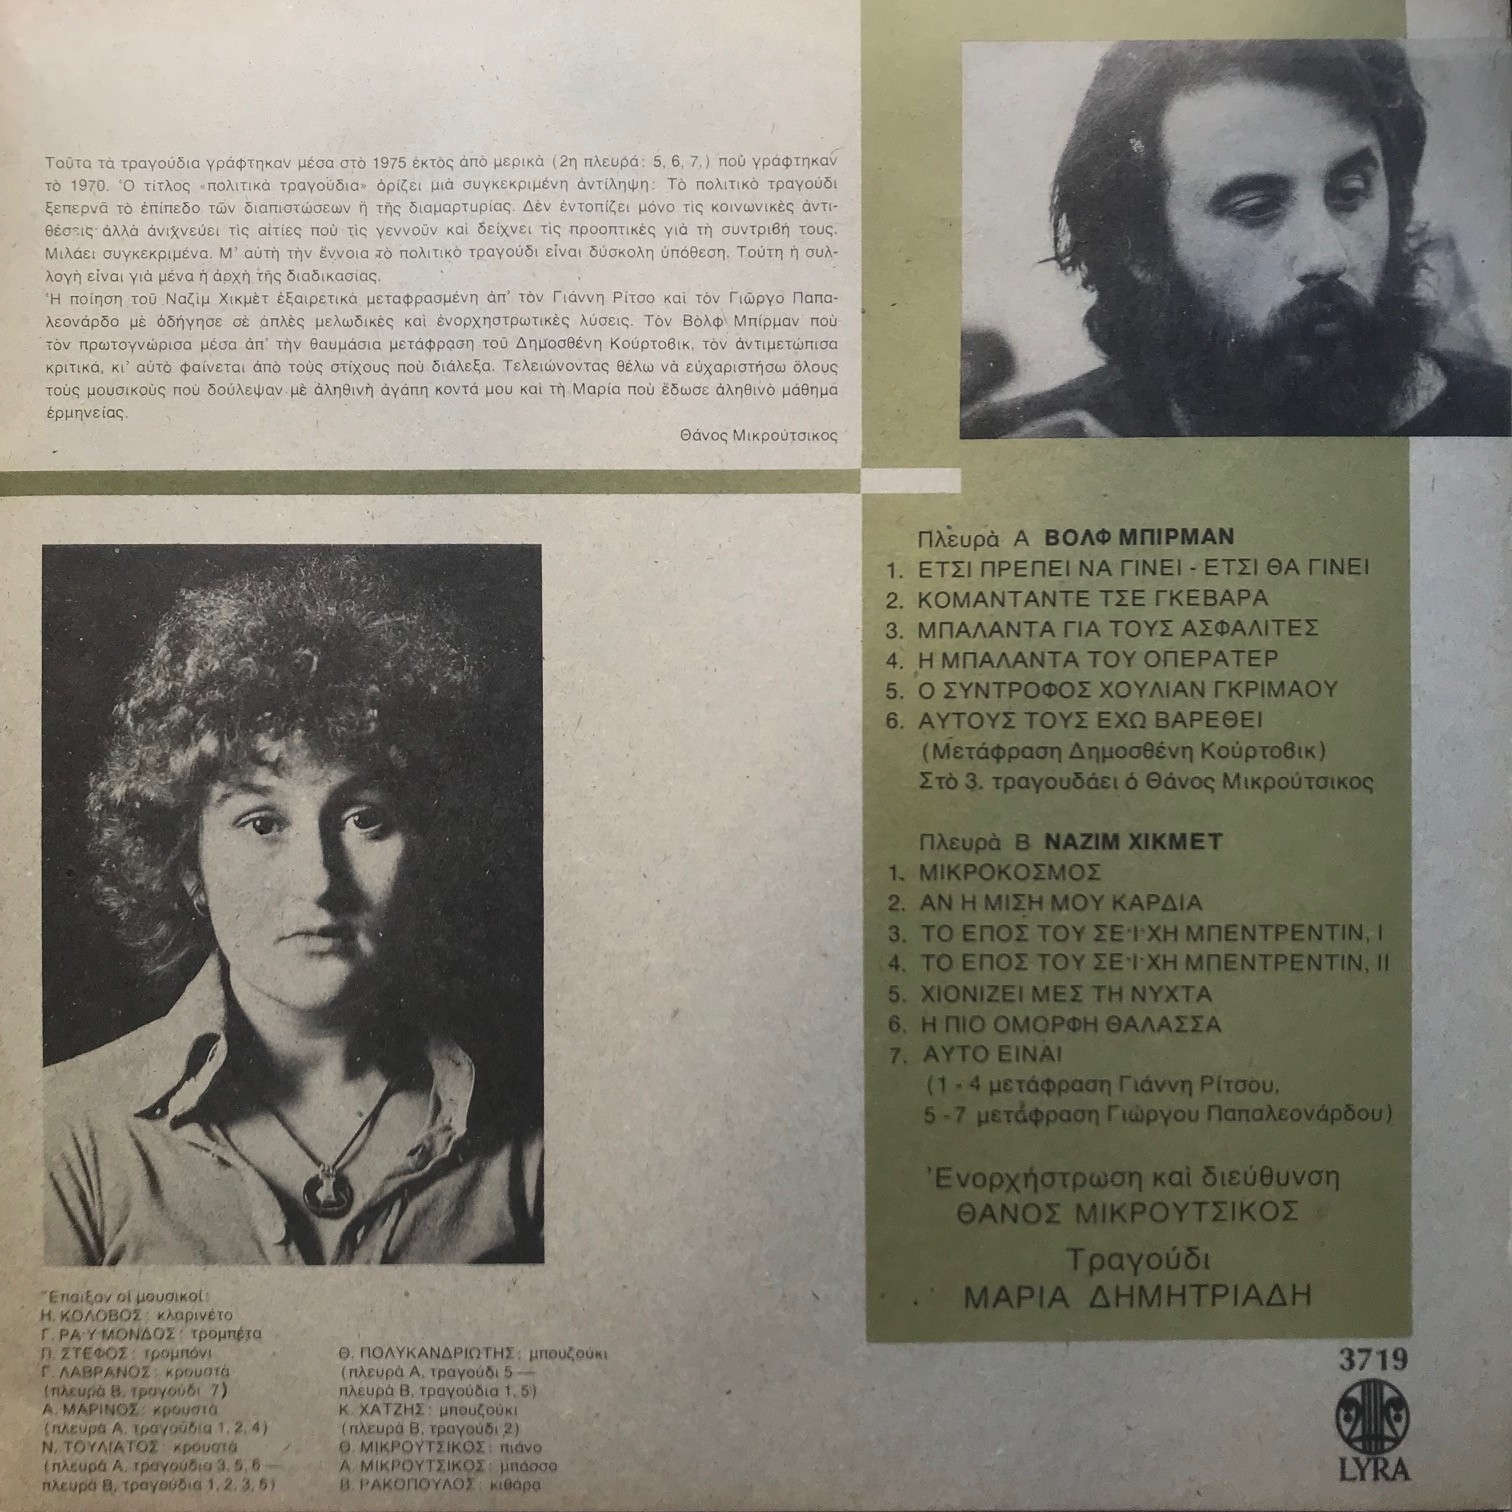 Τοῦτα τὰ τραγούδια γράφτηκαν μέσα στὸ 1975 ἐκτὸς ἀπὸ μερικὰ (2η πλευρά: 5, 6, 7,) ποὺ γράφτηκαν
τὸ 1970. Ὁ τίτλος «πολιτικὰ τραγούδια» ὁρίζει μιὰ συγκεκριμένη ἀντίληψη: Τὸ πολιτικὸ τραγούδι
ξεπερνᾶ τὸ ἐπίπεδο τῶν διαπιστώσεων ἢ τῆς διαμαρτυρίας. Δὲν ἐντοπίζει μόνο τὶς κοινωνικὲς ἀντι-
θέσεις ἀλλὰ ἀνιχνεύει τὶς αἰτίες ποὺ τὶς γεννοῦν καὶ δείχνει τὶς προοπτικὲς γιὰ τὴ συντριβή τους.
Μιλάει συγκεκριμένα. Μ' αὐτὴ τὴν ἔννοια τὸ πολιτικὸ τραγούδι εἶναι δύσκολη ὑπόθεση. Τούτη ἡ συλ-
λογὴ εἶναι γιὰ μένα ἡ ἀρχὴ τῆς διαδικασίας.
Ἡ ποίηση τοῦ Ναζὶμ Χικμὲτ ἐξαιρετικὰ μεταφρασμένη ἀπ' τὸν Γιάννη Ρίτσο καὶ τὸν Γιῶργο Παπα-
λεονάρδο μὲ ὁδήγησε σὲ ἁπλὲς μελωδικὲς καὶ ἐνορχηστρωτικὲς λύσεις. Τὸν Βὸλφ Μπίρμαν ποὺ
τὸν πρωτογνώρισα μέσα ἀπ' τὴν θαυμάσια μετάφραση τοῦ Δημοσθένη Κούρτοβικ, τὸν ἀντιμετώπισα
κριτικά, κι' αὐτὸ φαίνεται ἀπὸ τοὺς στίχους ποὺ διάλεξα. Τελειώνοντας θέλω νὰ εὐχαριστήσω ὅλους
τοὺς μουσικοὺς ποὺ δούλεψαν μὲ ἀληθινὴ ἀγάπη κοντά μου καὶ τὴ Μαρία ποὺ ἔδωσε ἀληθινὸ μάθημα
ἑρμηνείας.
Θάνος Μικρούτσικος
Πλευρὰ Α ΒΟΛΦ ΜΠΙΡΜΑΝ
1. ΕΤΣΙ ΠΡΕΠΕΙ ΝΑ ΓΙΝΕΙ - ΕΤΣΙ ΘΑ ΓΙΝΕΙ
2. ΚΟΜΑΝΤΑΝΤΕ ΤΣΕ ΓΚΕΒΑΡΑ
3. ΜΠΑΛΑΝΤΑ ΓΙΑ ΤΟΥΣ ΑΣΦΑΛΙΤΕΣ
4. Η ΜΠΑΛΑΝΤΑ ΤΟΥ ΟΠΕΡΑΤΕΡ
5. Ο ΣΥΝΤΡΟΦΟΣ ΧΟΥΛΙΑΝ ΓΚΡΙΜΑΟΥ
6. ΑΥΤΟΥΣ ΤΟΥΣ ΕΧΩ ΒΑΡΕΘΕΙ
(Μετάφραση Δημοσθένη Κούρτοβικ)
Στὸ 3. τραγουδάει ὁ Θάνος Μικρούτσικος
Πλευρὰ Β ΝΑΖΙΜ ΧΙΚΜΕΤ
1. ΜΙΚΡΟΚΟΣΜΟΣ
2. ΑΝ Η ΜΙΣΗ ΜΟΥ ΚΑΡΔΙΑ
3. ΤΟ ΕΠΟΣ ΤΟΥ ΣΕΪΧΗ ΜΠΕΝΤΡΕΝΤΙΝ, Ι
4. ΤΟ ΕΠΟΣ ΤΟΥ ΣΕΪΧΗ ΜΠΕΝΤΡΕΝΤΙΝ, ΙΙ
5. ΧΙΟΝΙΖΕΙ ΜΕΣ ΤΗ ΝΥΧΤΑ
6. Η ΠΙΟ ΟΜΟΡΦΗ ΘΑΛΑΣΣΑ
7. ΑΥΤΟ ΕΙΝΑΙ
(1 - 4 μετάφραση Γιάννη Ρίτσου,
5 - 7 μετάφραση Γιώργου Παπαλεονάρδου)
Ἐνορχήστρωση καὶ διεύθυνση
ΘΑΝΟΣ ΜΙΚΡΟΥΤΣΙΚΟΣ
Τραγούδι
ΜΑΡΙΑ ΔΗΜΗΤΡΙΑΔΗ
Ἔπαιξαν οἱ μουσικοί:
Η. ΚΟΛΟΒΟΣ: κλαρινέτο
Γ. ΡΑΫΜΟΝΔΟΣ: τρομπέτα
Π. ΣΤΕΦΟΣ: τρομπόνι
Γ. ΛΑΒΡΑΝΟΣ: κρουστά
(πλευρά Β, τραγούδι 7)
Α. ΜΑΡΙΝΟΣ: κρουστά
(πλευρά Α, τραγούδια 1, 2, 4)
Ν. ΤΟΥΛΙΑΤΟΣ κρουστά
(πλευρά Α, τραγούδια 3, 5, 6 —
πλευρά Β, τραγούδια 1, 2, 3, 6)
Θ. ΠΟΛΥΚΑΝΔΡΙΩΤΗΣ: μπουζούκι
(πλευρά Α, τραγούδι 5 —
πλευρά Β, τραγούδια 1, 5)
Κ. ΧΑΤΖΗΣ: μπουζούκι
(πλευρά Β, τραγούδι 2)
Θ. ΜΙΚΡΟΥΤΣΙΚΟΣ: πιάνο
Α. ΜΙΚΡΟΥΤΣΙΚΟΣ: μπάσσο
Β. ΡΑΚΟΠΟΥΛΟΣ: κιθάρα
3719
LYRA